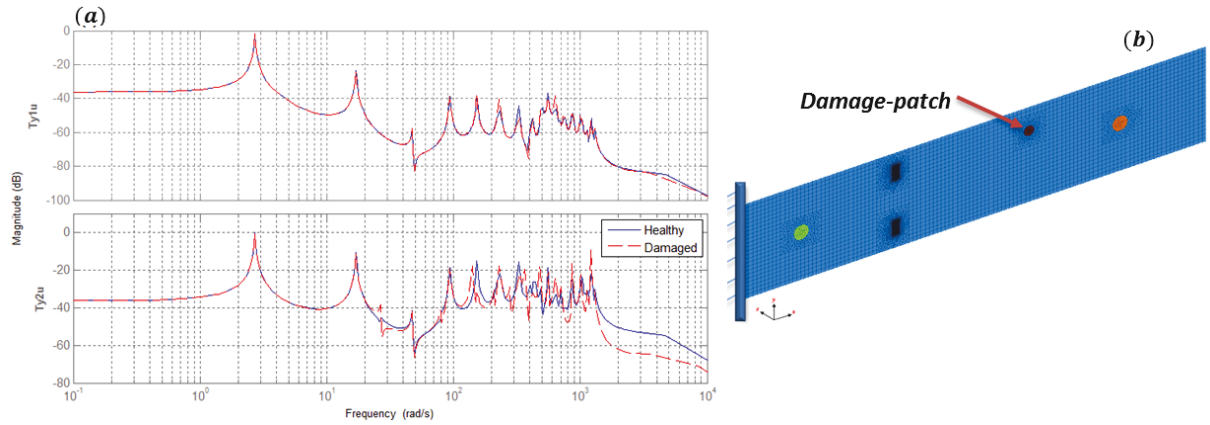 (a)
(b)
Damage-patch
Magnitude (dB)
Ty1u
0
-20
-40
-60
-80
-100
Ty2u
0
-20
-40
-60
-80
Healthy
Damaged
10^-1
10^0
10^1
10^2
10^3
10^4
Frequency (rad/s)